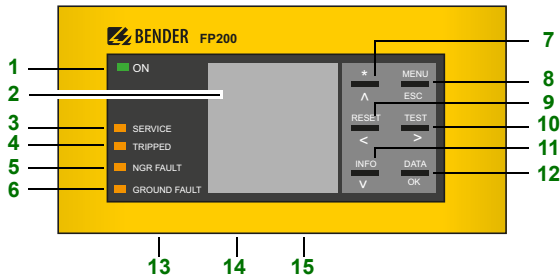 BENDER FP200
1 ON
2
3 SERVICE
4 TRIPPED
5 NGR FAULT
6 GROUND FAULT
* MENU
^ ESC
RESET TEST
< >
INFO DATA
v OK
7
8
9
10
11
12
13 14 15